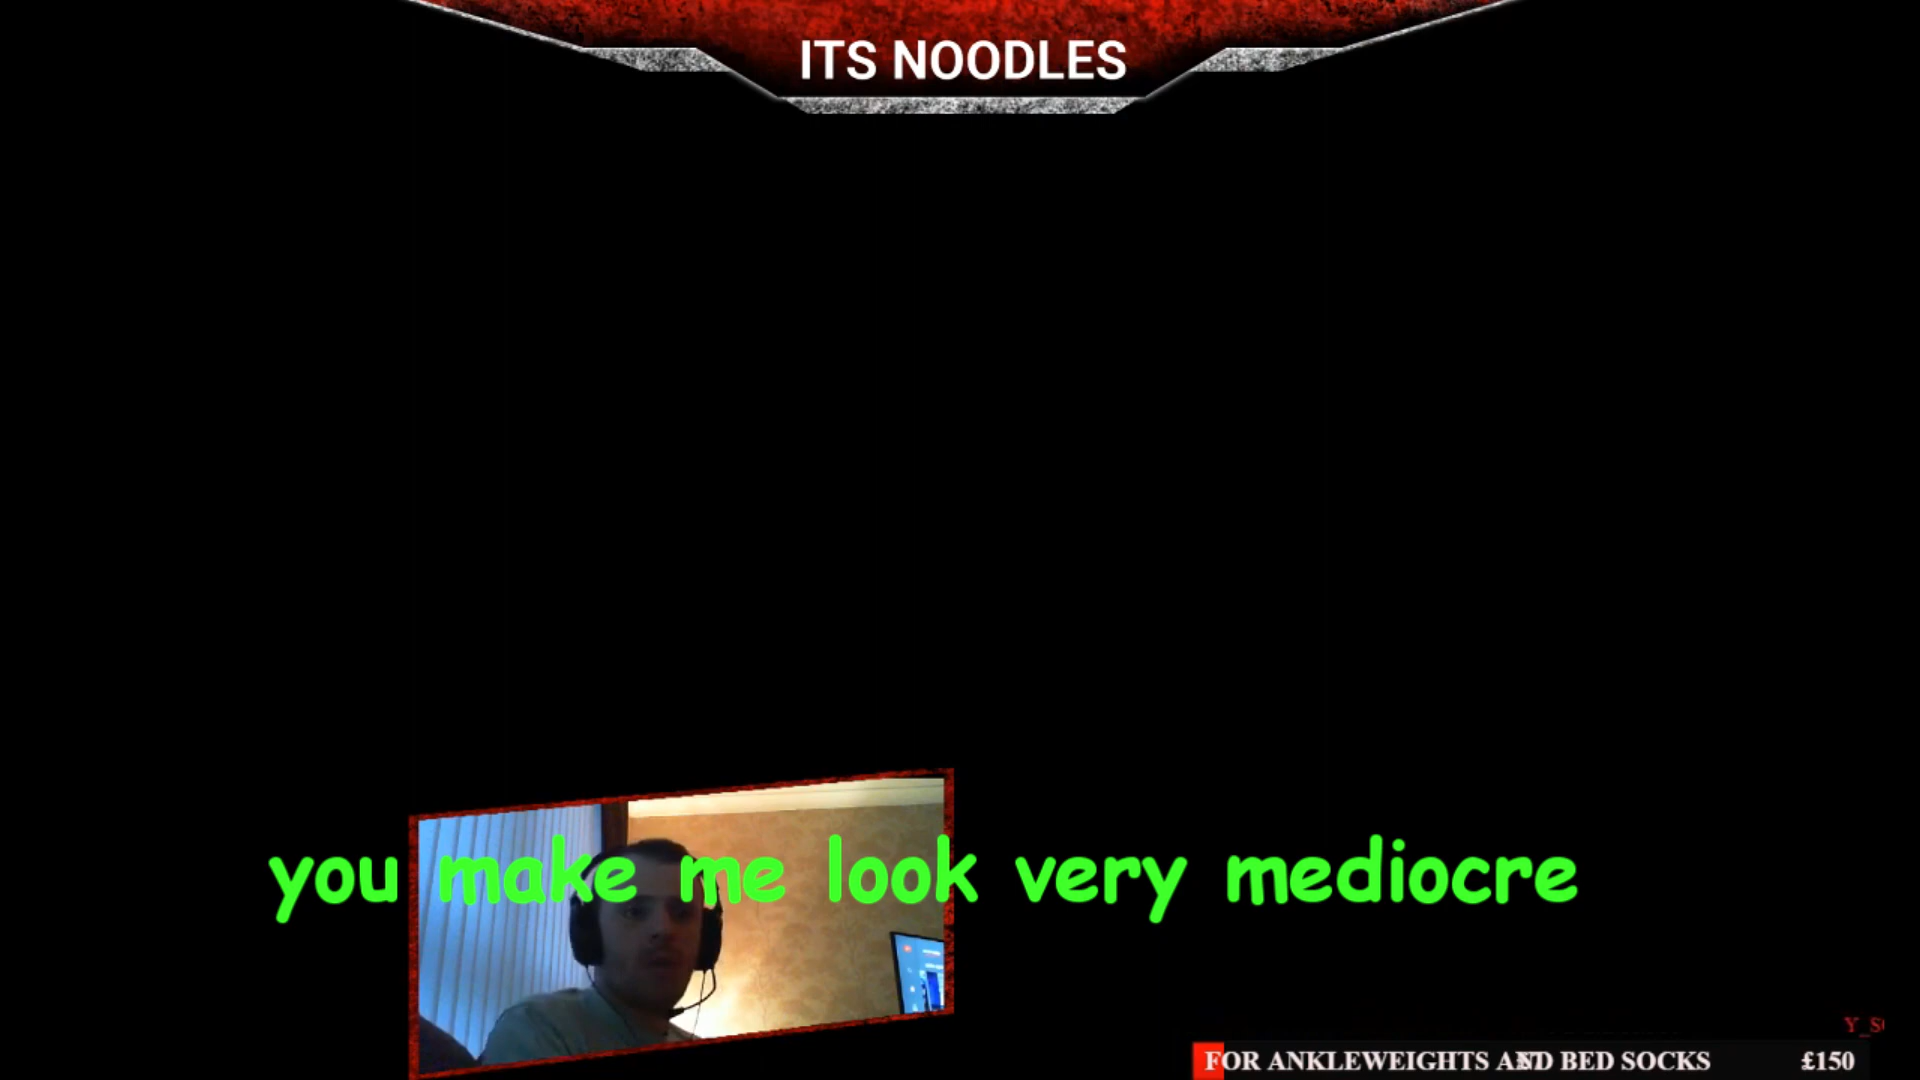 ITS NOODLES
you make me look very mediocre
FOR ANKLEWEIGHTS AND BED SOCKS £150